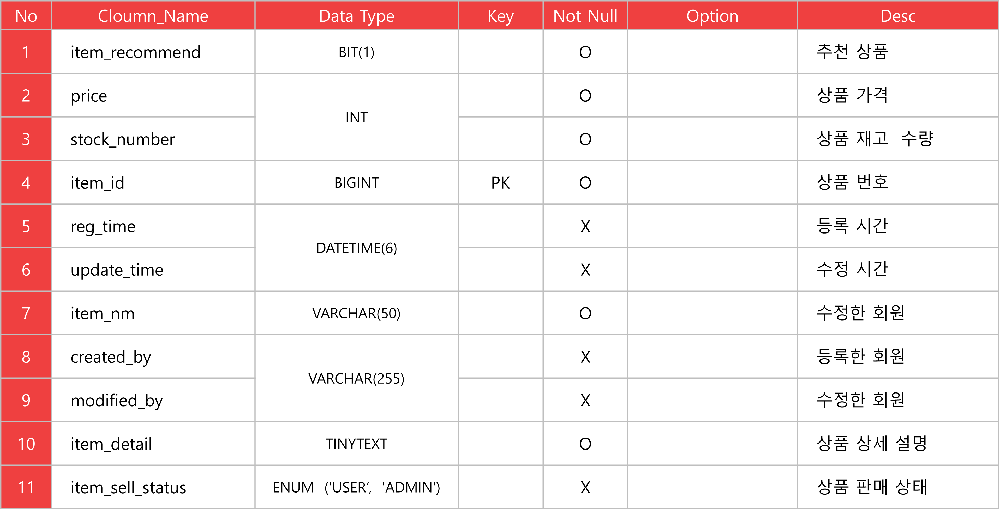 No Cloumn_Name Data Type Key Not Null Option Desc
1 item_recommend BIT(1) O 추천 상품
2 price INT O 상품 가격
3 stock_number O 상품 재고 수량
4 item_id BIGINT PK O 상품 번호
5 reg_time DATETIME(6) X 등록 시간
6 update_time X 수정 시간
7 item_nm VARCHAR(50) O 수정한 회원
8 created_by VARCHAR(255) X 등록한 회원
9 modified_by X 수정한 회원
10 item_detail TINYTEXT O 상품 상세 설명
11 item_sell_status ENUM ('USER’, 'ADMIN') X 상품 판매 상태